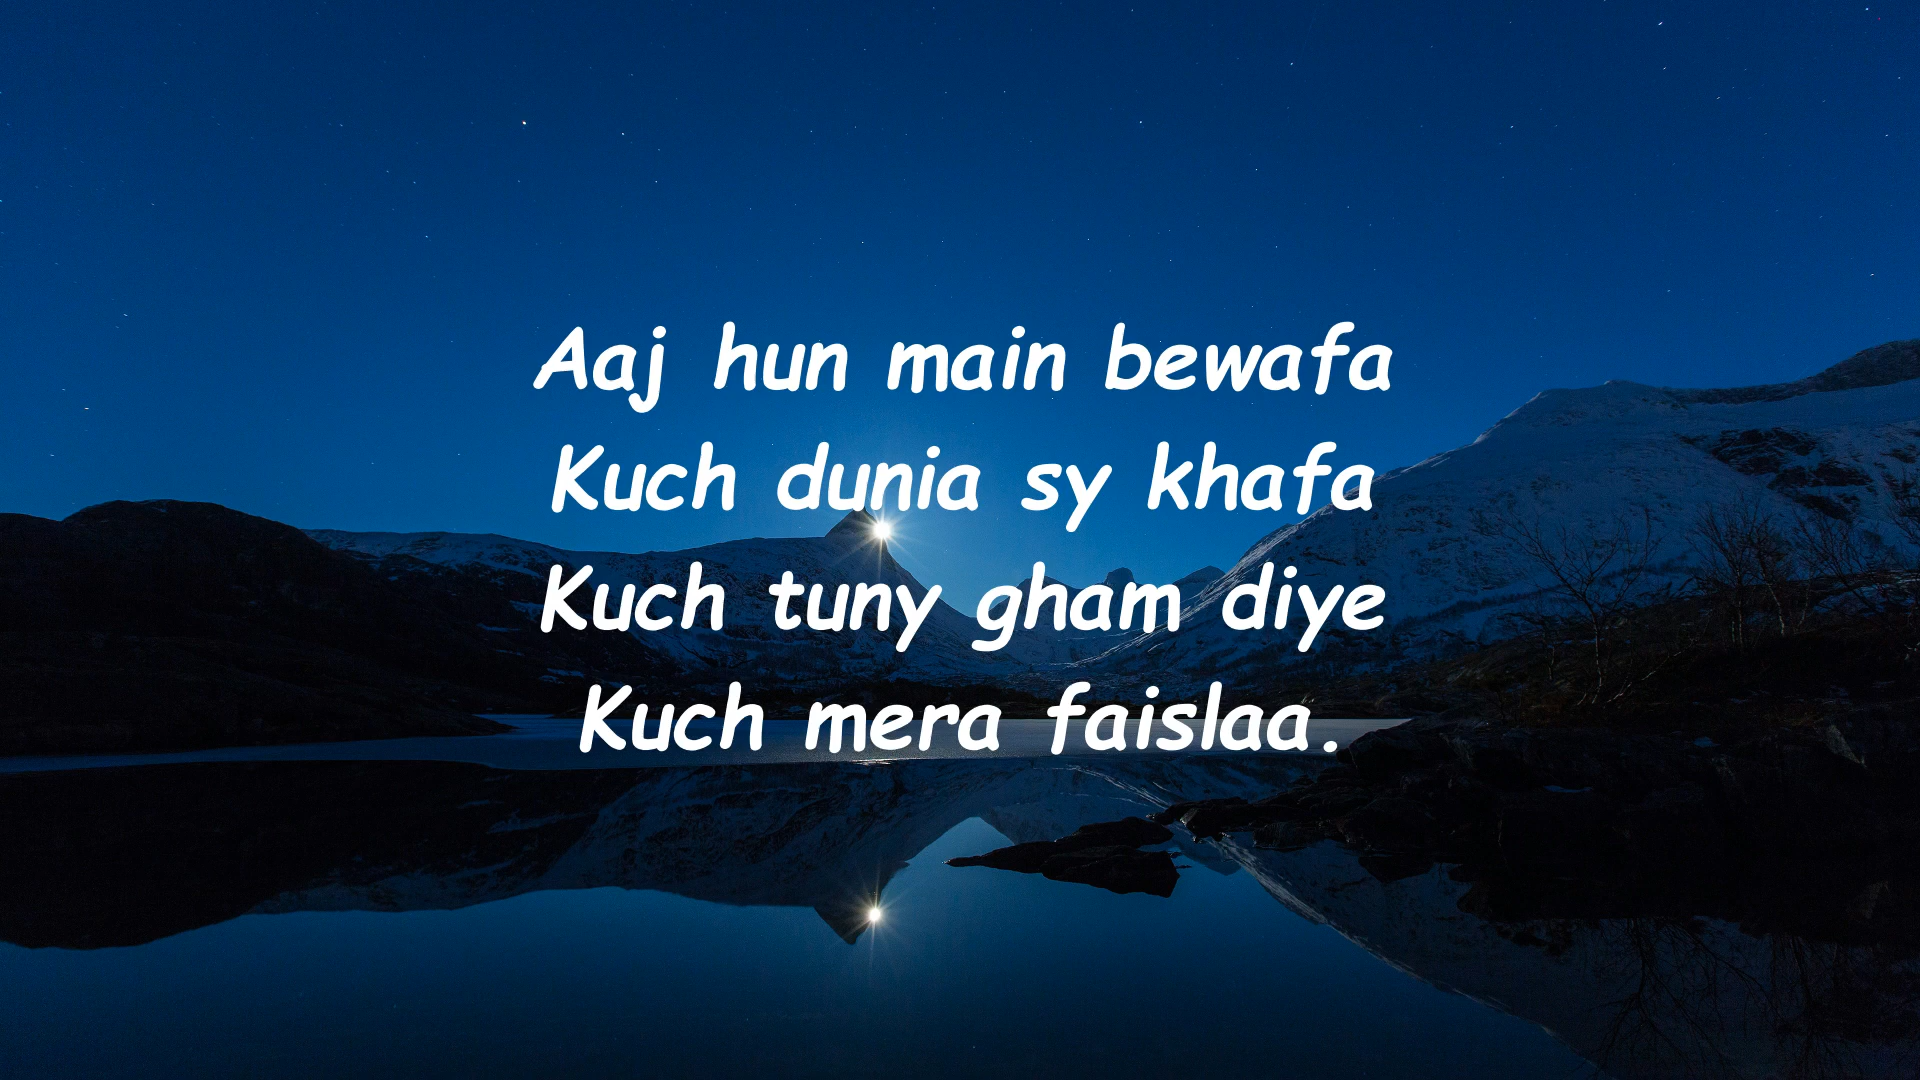 Aaj hun main bewafa
Kuch dunia sy khafa
Kuch tuny gham diye
Kuch mera faislaa.